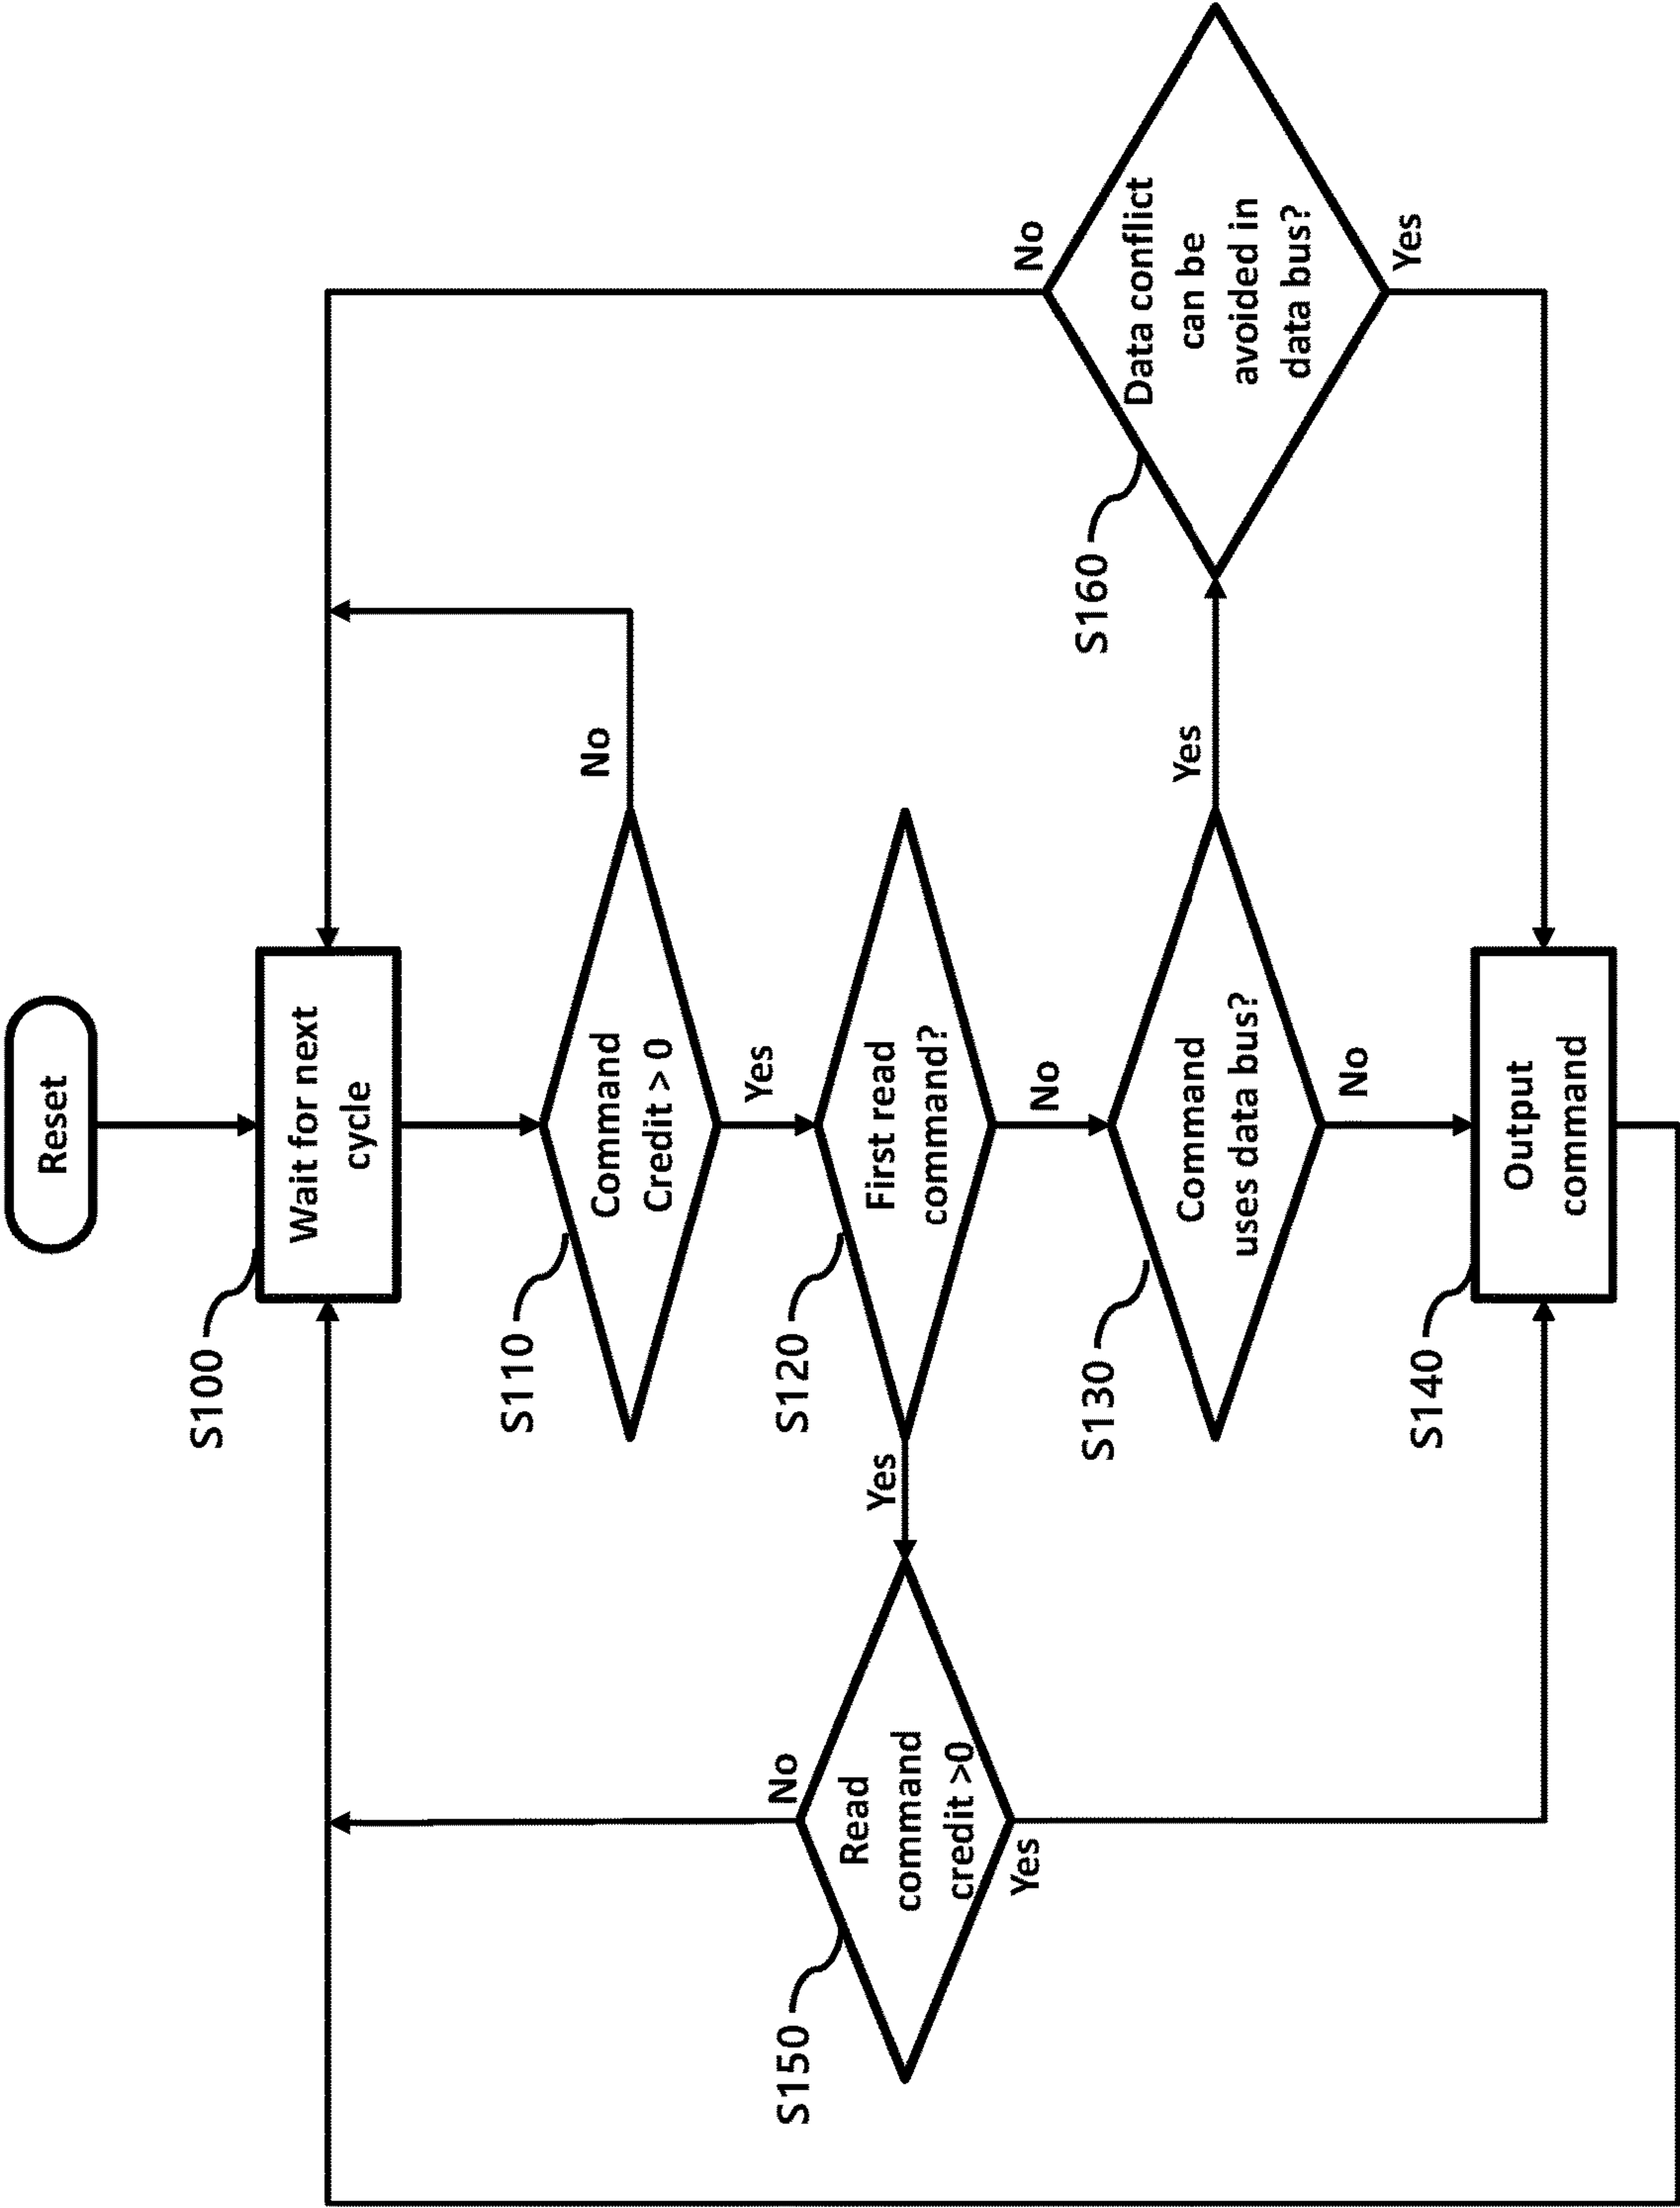 Reset
S100
Wait for next
cycle
S110
Command
Credit > 0
No
Yes
S120
First read
command?
Yes
No
S150
Read
command
credit >0
No
Yes
S130
Command
uses data bus?
Yes
No
S160
Data conflict
can be
avoided in
data bus?
No
Yes
S140
Output
command